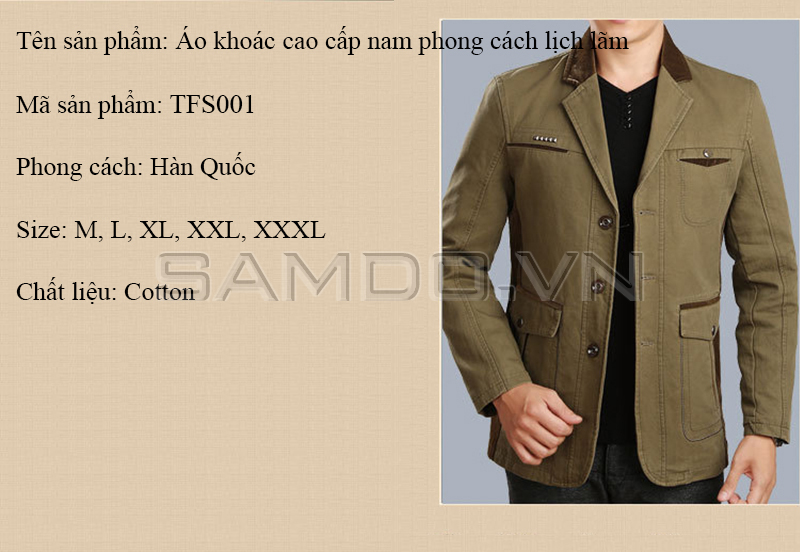 Tên sản phẩm: Áo khoác cao cấp nam phong cách lịch lãm
Mã sản phẩm: TFS001
Phong cách: Hàn Quốc
Size: M, L, XL, XXL, XXXL
SAMDO.VN
Chất liệu: Cotton